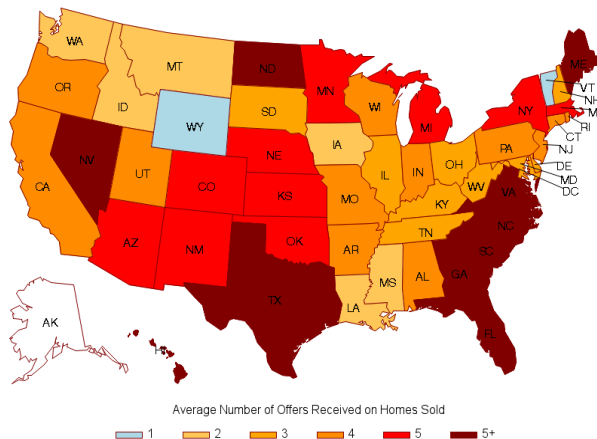 WA
MT
ND
ME
OR
MN
VT
ID
SD
WI
NH
WY
MI
NY
M
RI
IA
CT
NE
PA
NJ
NV
OH
UT
IL
IN
DE
CA
CO
WV
MD
VA
DC
KS
MO
KY
NC
TN
AZ
OK
NM
AR
SC
MS
AL
GA
TX
LA
AK
FL
Average Number of Offers Received on Homes Sold
1 2 3 4 5 5+